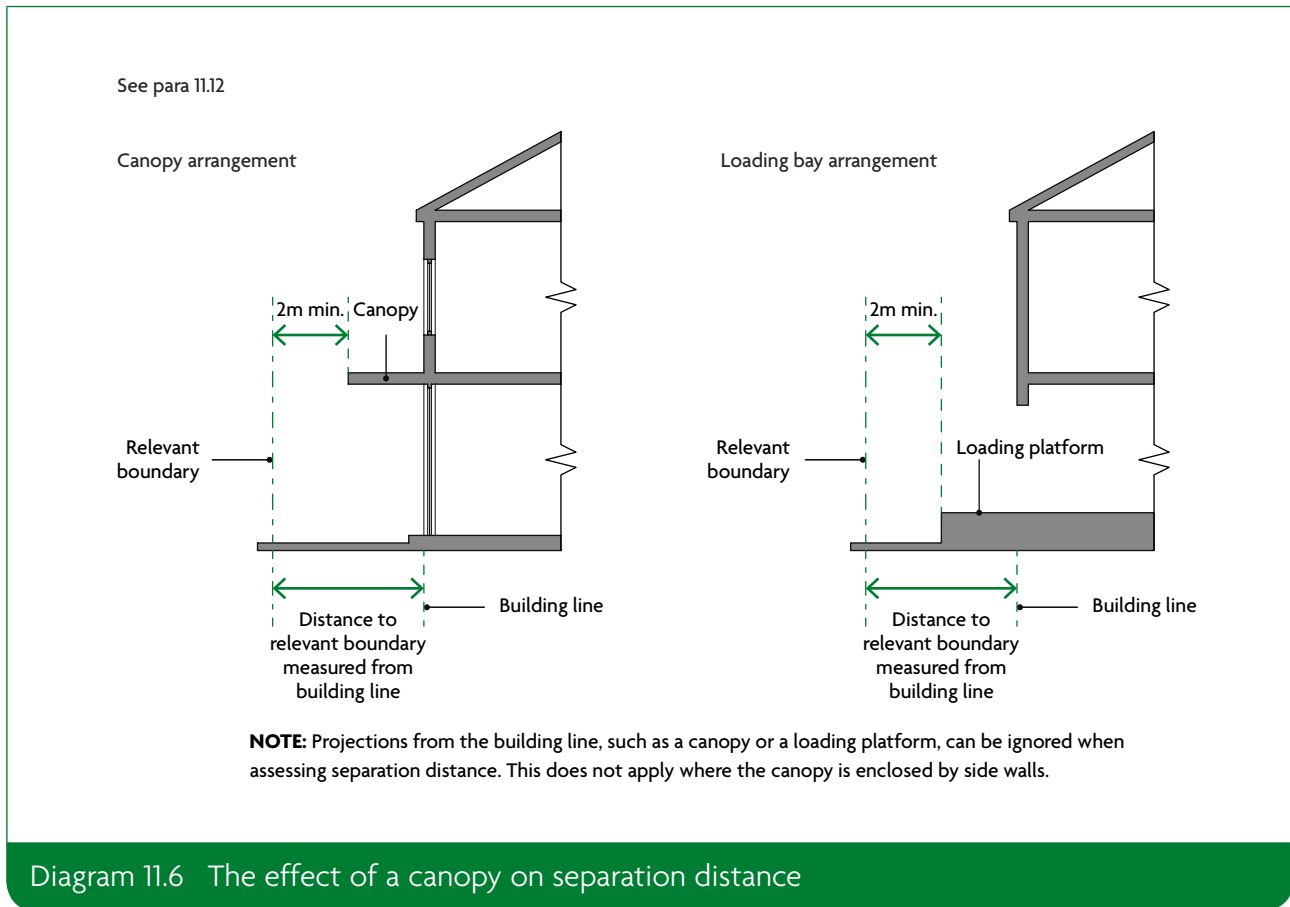 See para 11.12
Canopy arrangement
2m min.
Canopy
Relevant
boundary
Building line
Distance to
relevant boundary
measured from
building line
Loading bay arrangement
2m min.
Relevant
boundary
Loading platform
Building line
Distance to
relevant boundary
measured from
building line
NOTE: Projections from the building line, such as a canopy or a loading platform, can be ignored when
assessing separation distance. This does not apply where the canopy is enclosed by side walls.
Diagram 11.6 The effect of a canopy on separation distance